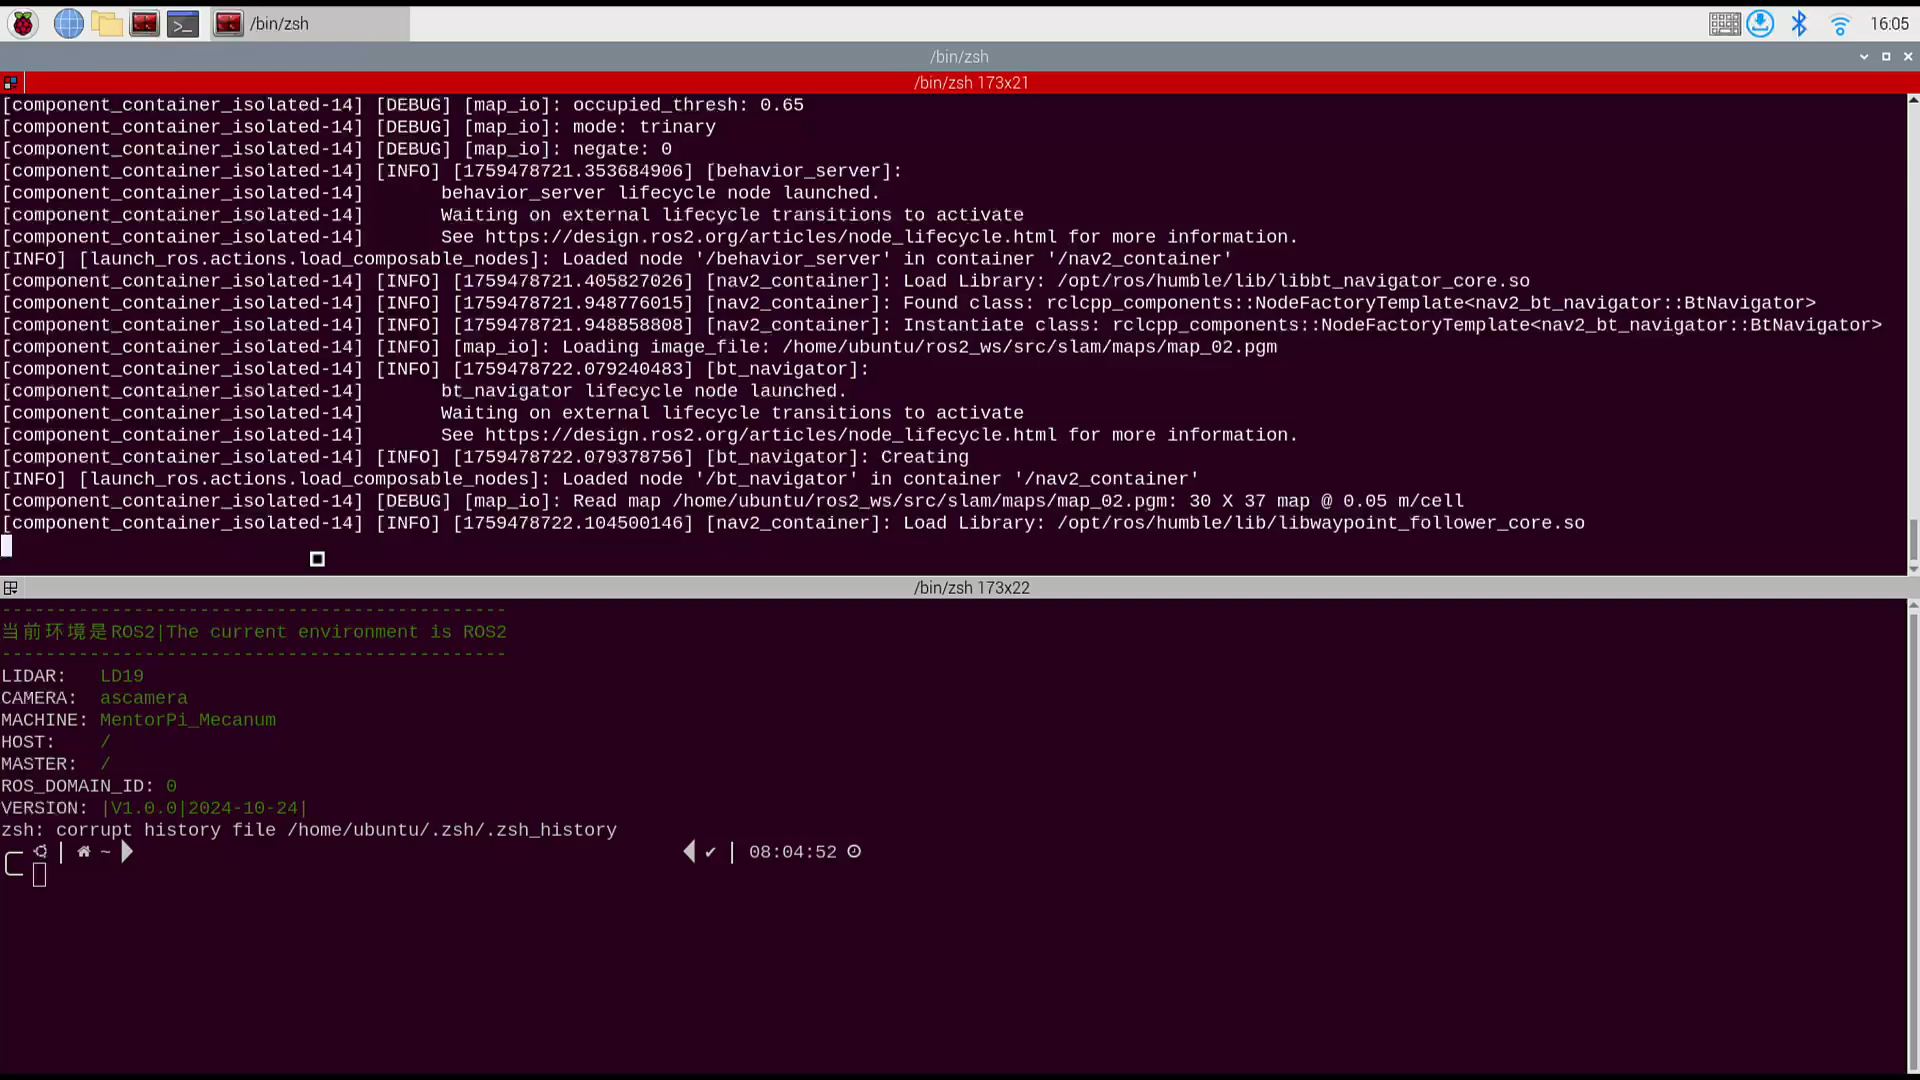 /bin/zsh
16:05
/bin/zsh
/bin/zsh 173x21
[component_container_isolated-14] [DEBUG] [map_io]: occupied_thresh: 0.65
[component_container_isolated-14] [DEBUG] [map_io]: mode: trinary
[component_container_isolated-14] [DEBUG] [map_io]: negate: 0
[component_container_isolated-14] [INFO] [1759478721.353684906] [behavior_server]:
[component_container_isolated-14]       behavior_server lifecycle node launched.
[component_container_isolated-14]       Waiting on external lifecycle transitions to activate
[component_container_isolated-14]       See https://design.ros2.org/articles/node_lifecycle.html for more information.
[INFO] [launch_ros.actions.load_composable_nodes]: Loaded node '/behavior_server' in container '/nav2_container'
[component_container_isolated-14] [INFO] [1759478721.405827026] [nav2_container]: Load Library: /opt/ros/humble/lib/libbt_navigator_core.so
[component_container_isolated-14] [INFO] [1759478721.948776015] [nav2_container]: Found class: rclcpp_components::NodeFactoryTemplate<nav2_bt_navigator::BtNavigator>
[component_container_isolated-14] [INFO] [1759478721.948858808] [nav2_container]: Instantiate class: rclcpp_components::NodeFactoryTemplate<nav2_bt_navigator::BtNavigator>
[component_container_isolated-14] [INFO] [map_io]: Loading image_file: /home/ubuntu/ros2_ws/src/slam/maps/map_02.pgm
[component_container_isolated-14] [INFO] [1759478722.079240483] [bt_navigator]:
[component_container_isolated-14]       bt_navigator lifecycle node launched.
[component_container_isolated-14]       Waiting on external lifecycle transitions to activate
[component_container_isolated-14]       See https://design.ros2.org/articles/node_lifecycle.html for more information.
[component_container_isolated-14] [INFO] [1759478722.079378756] [bt_navigator]: Creating
[INFO] [launch_ros.actions.load_composable_nodes]: Loaded node '/bt_navigator' in container '/nav2_container'
[component_container_isolated-14] [DEBUG] [map_io]: Read map /home/ubuntu/ros2_ws/src/slam/maps/map_02.pgm: 30 X 37 map @ 0.05 m/cell
[component_container_isolated-14] [INFO] [1759478722.104500146] [nav2_container]: Load Library: /opt/ros/humble/lib/libwaypoint_follower_core.so
/bin/zsh 173x22
----------------------------------------------
当前环境是ROS2|The current environment is ROS2
----------------------------------------------
LIDAR:   LD19
CAMERA:  ascamera
MACHINE: MentorPi_Mecanum
HOST:    /
MASTER:  /
ROS_DOMAIN_ID: 0
VERSION: |V1.0.0|2024-10-24|
zsh: corrupt history file /home/ubuntu/.zsh/.zsh_history
| ~ ✔ | 08:04:52